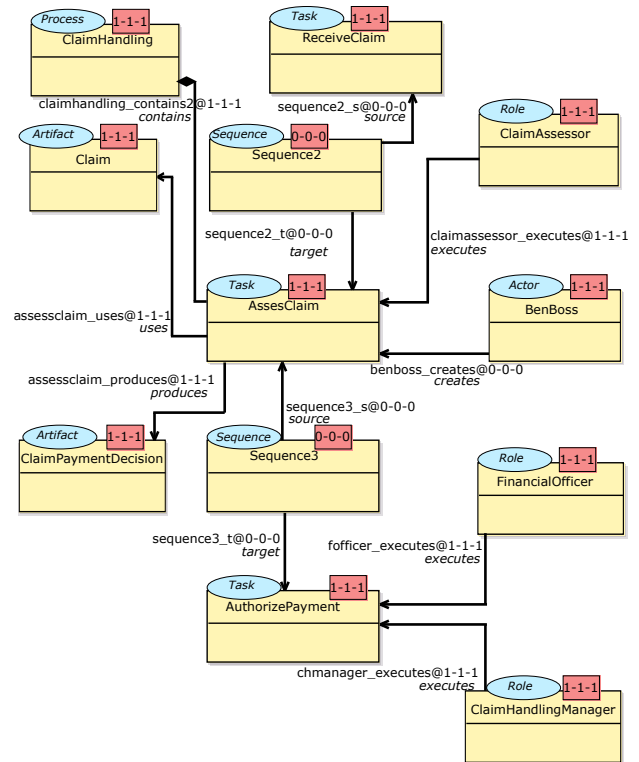 Process
1-1-1
ClaimHandling
Task
1-1-1
ReceiveClaim
claimhandling_contains2@1-1-1
contains
sequence2_s@0-0-0
source
Role
1-1-1
ClaimAssessor
Artifact
1-1-1
Claim
Sequence
0-0-0
Sequence2
sequence2_t@0-0-0
target
claimassessor_executes@1-1-1
executes
Task
1-1-1
AssesClaim
Actor
1-1-1
BenBoss
assessclaim_uses@1-1-1
uses
benboss_creates@0-0-0
creates
assessclaim_produces@1-1-1
produces
sequence3_s@0-0-0
source
Artifact
1-1-1
ClaimPaymentDecision
Sequence
0-0-0
Sequence3
Role
1-1-1
FinancialOfficer
sequence3_t@0-0-0
target
fofficer_executes@1-1-1
executes
Task
1-1-1
AuthorizePayment
chmanager_executes@1-1-1
executes
Role
1-1-1
ClaimHandlingManager